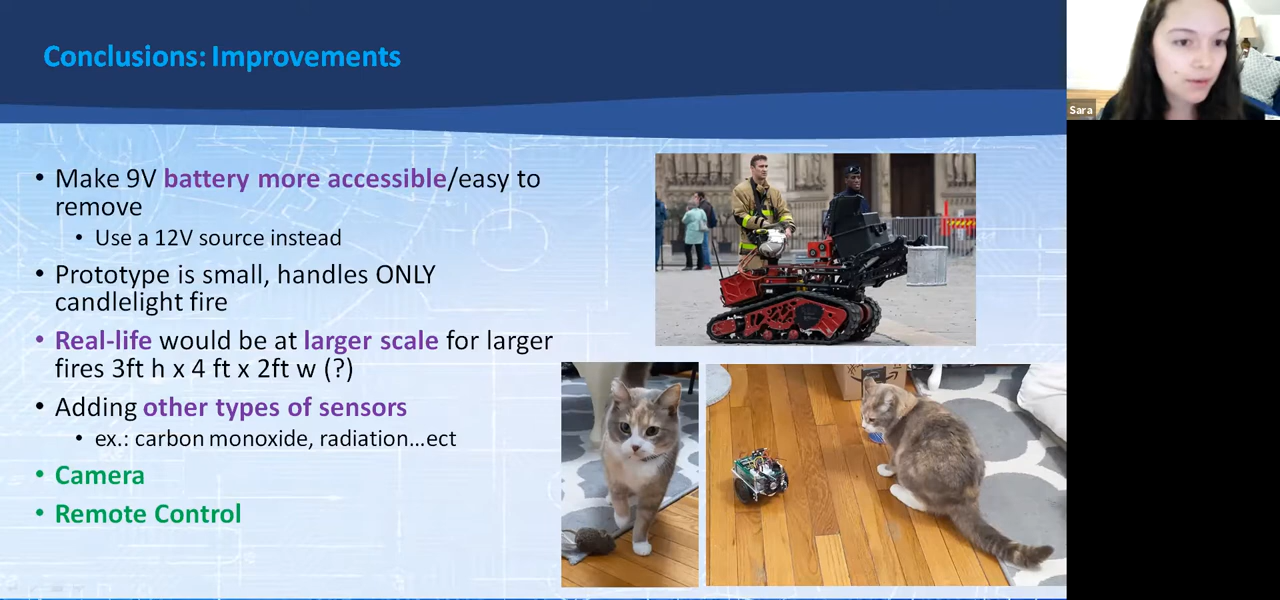 Conclusions: Improvements
Sara
• Make 9V battery more accessible/easy to
remove
• Use a 12V source instead
• Prototype is small, handles ONLY
candlelight fire
• Real-life would be at larger scale for larger
fires 3ft h x 4 ft x 2ft w (?)
• Adding other types of sensors
• ex.: carbon monoxide, radiation...ect
• Camera
• Remote Control